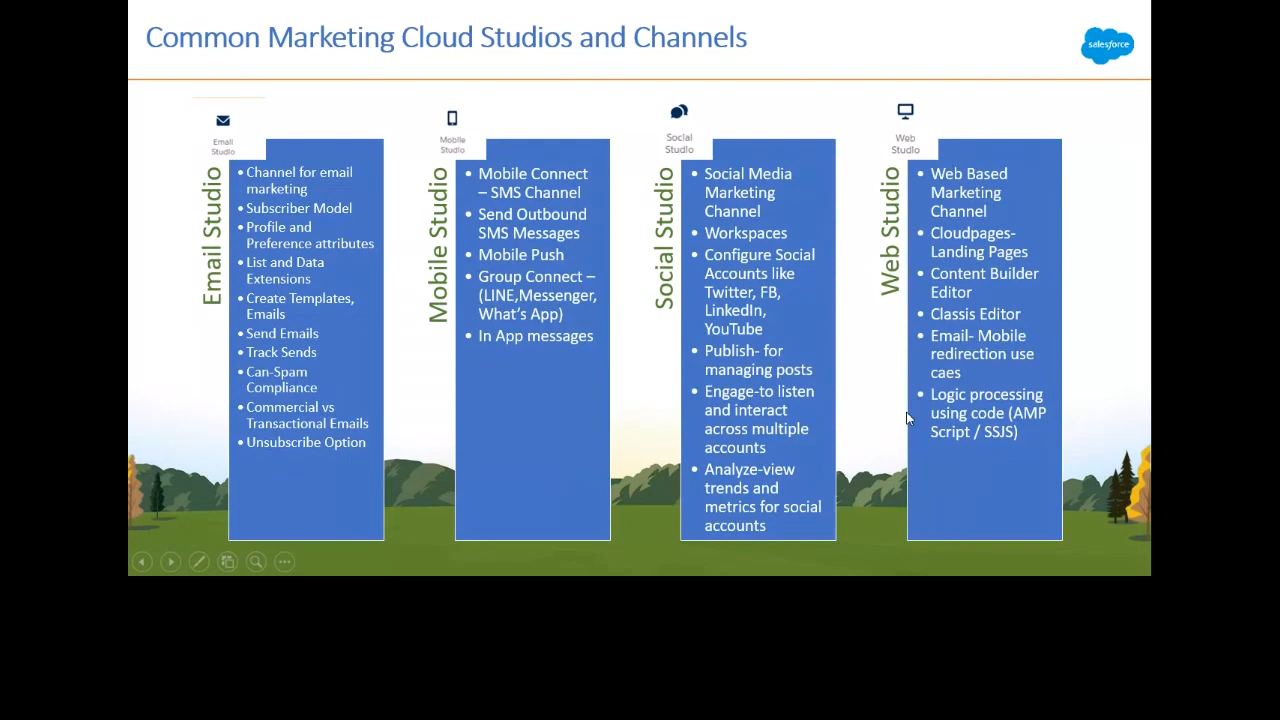 Common Marketing Cloud Studios and Channels
salesforce
Email
Studio
Email Studio
• Channel for email
marketing
• Subscriber Model
• Profile and
Preference attributes
• List and Data
Extensions
• Create Templates,
Emails
• Send Emails
• Track Sends
• Can-Spam
Compliance
• Commercial vs
Transactional Emails
• Unsubscribe Option
Mobile
Studio
Mobile Studio
• Mobile Connect
– SMS Channel
• Send Outbound
SMS Messages
• Mobile Push
• Group Connect –
(LINE,Messenger,
What's App)
• In App messages
Social
Studio
Social Studio
• Social Media
Marketing
Channel
• Workspaces
• Configure Social
Accounts like
Twitter, FB,
LinkedIn,
YouTube
• Publish- for
managing posts
• Engage-to listen
and interact
across multiple
accounts
• Analyze-view
trends and
metrics for social
accounts
Web
Studio
Web Studio
• Web Based
Marketing
Channel
• Cloudpages-
Landing Pages
• Content Builder
Editor
• Classis Editor
• Email- Mobile
redirection use
caes
• Logic processing
using code (AMP
Script / SSJS)